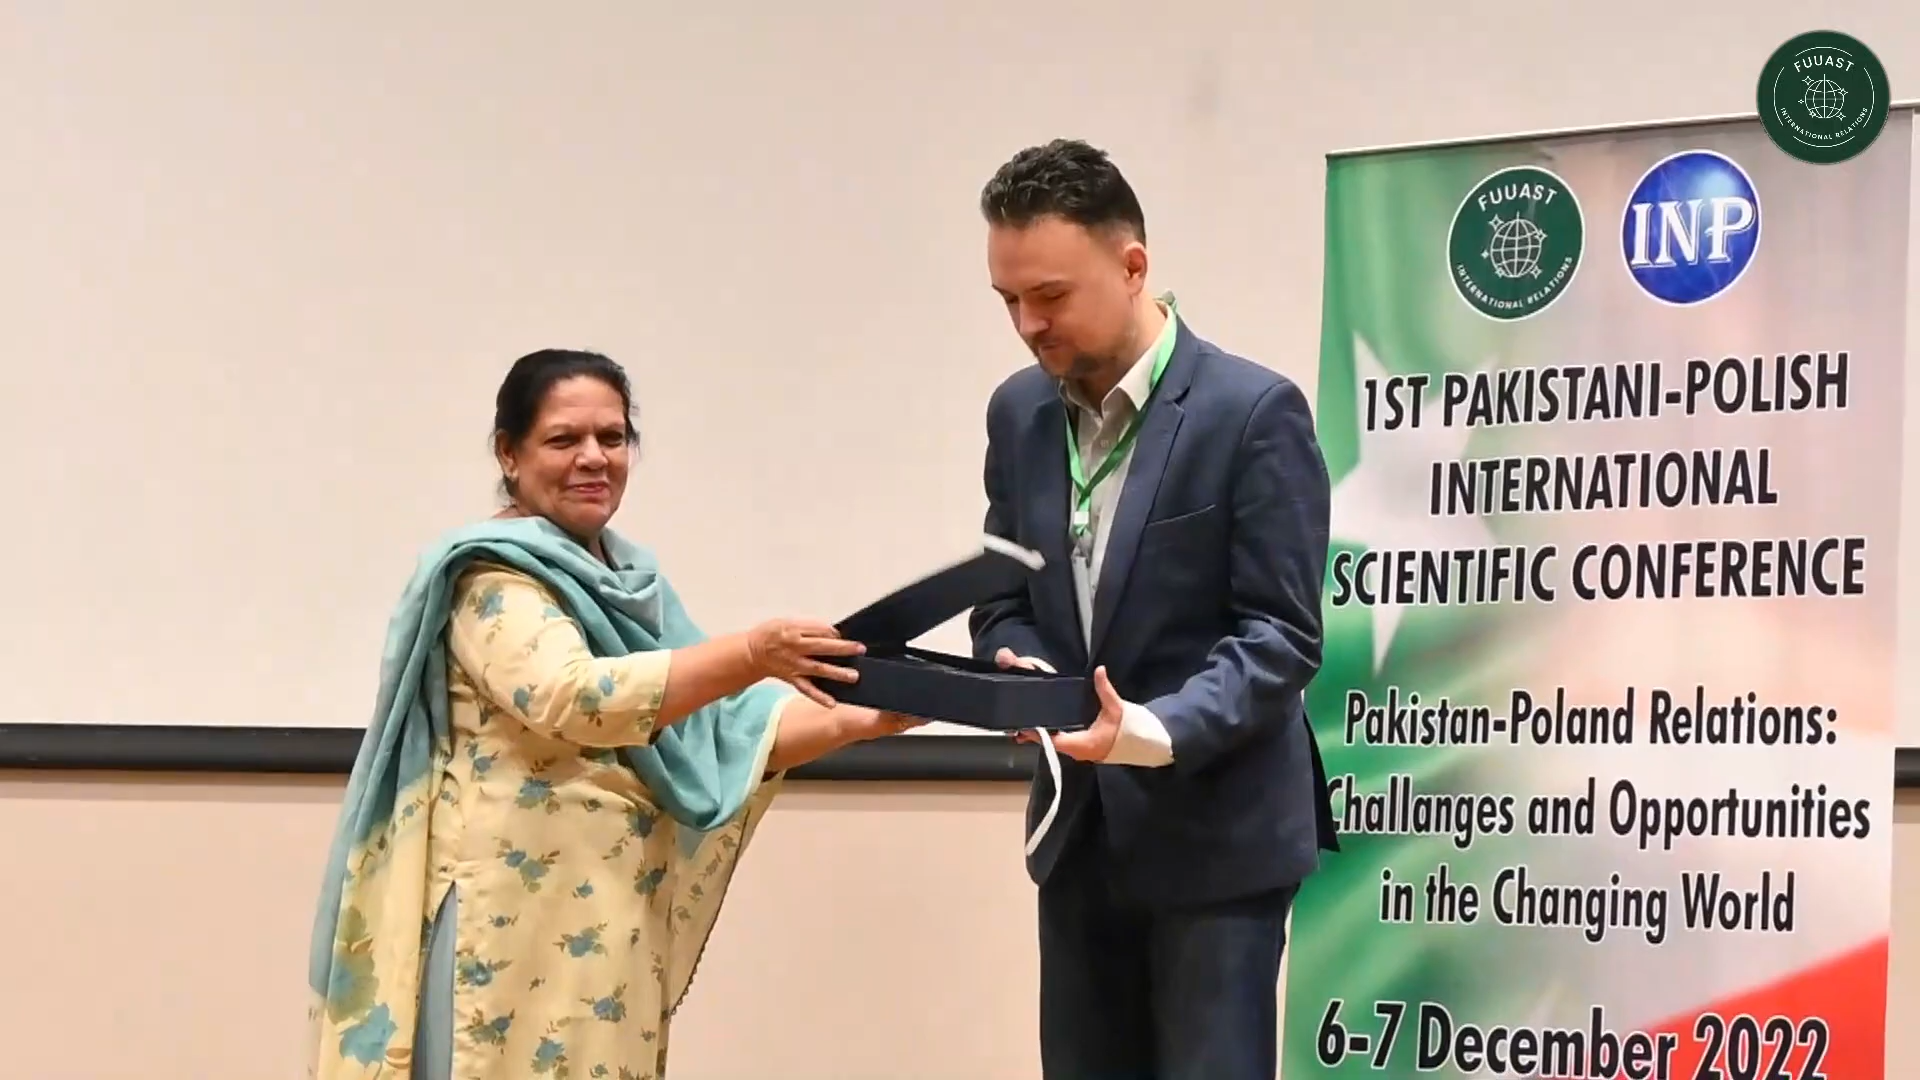 FUUAST
INTERNATIONAL RELATIONS
FUUAST
INTERNATIONAL RELATIONS
INP
1ST PAKISTANI-POLISH
INTERNATIONAL
SCIENTIFIC CONFERENCE
Pakistan-Poland Relations:
Challanges and Opportunities
in the Changing World
6-7 December 2022